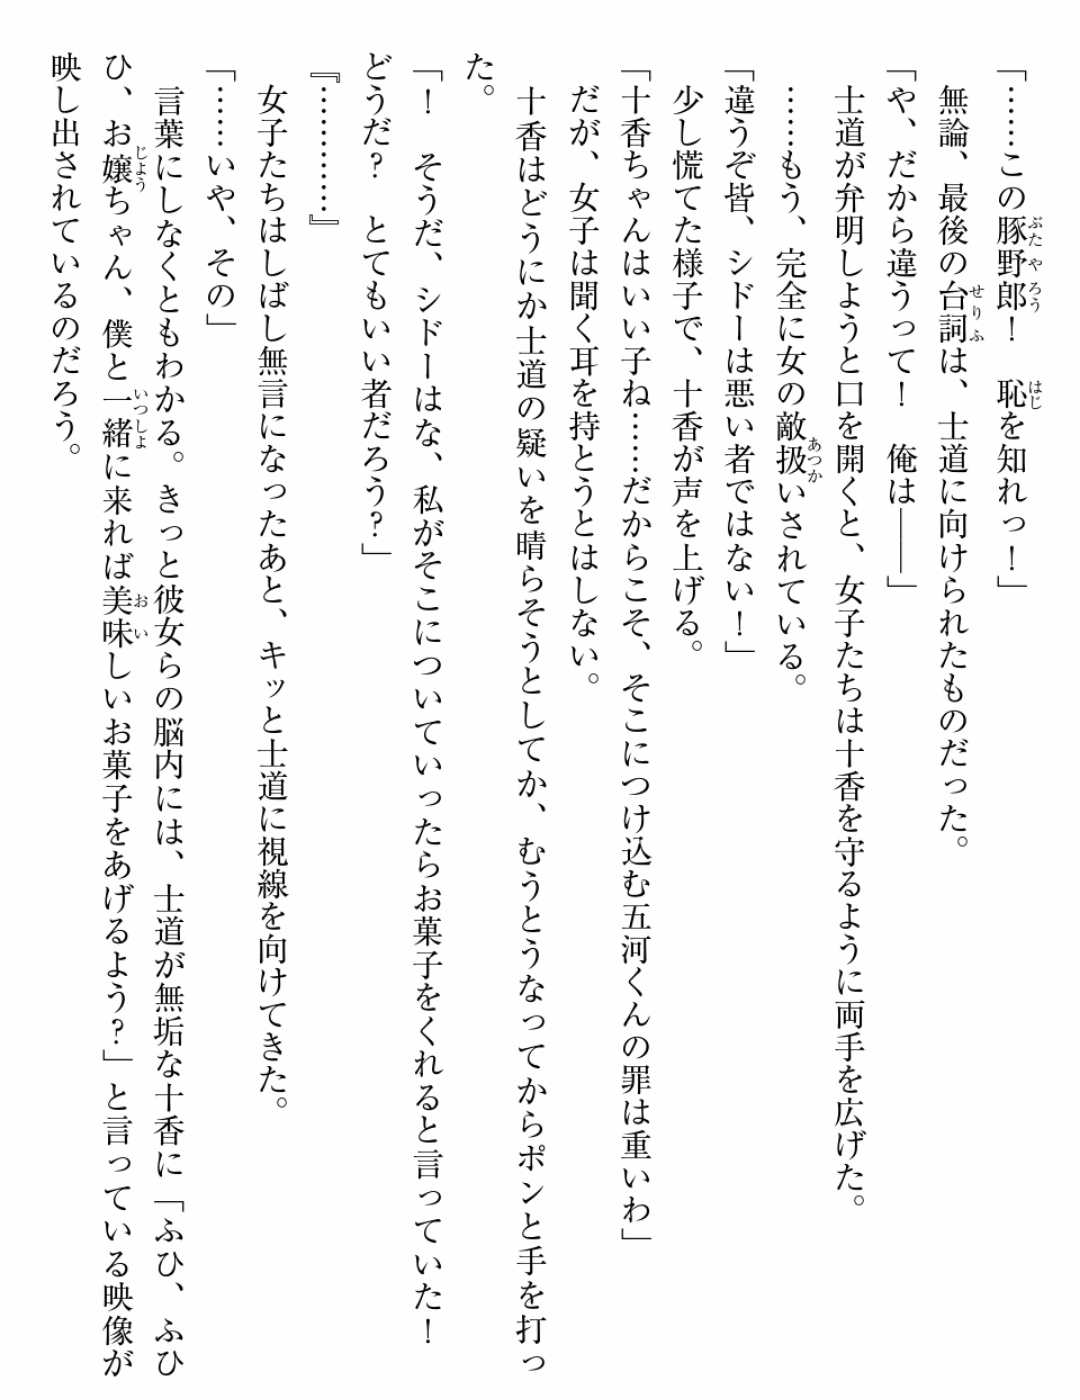 「……この豚野郎！　恥を知れっ！」
　無論、最後の台詞は、士道に向けられたものだった。
「や、だから違うって！　俺は――」
　士道が弁明しようと口を開くと、女子たちは十香を守るように両手を広げた。
　……もう、完全に女の敵扱いされている。
「違うぞ皆、シドーは悪い者ではない！」
　少し慌てた様子で、十香が声を上げる。
「十香ちゃんはいい子ね……だからこそ、そこにつけ込む五河くんの罪は重いわ」
　だが、女子は聞く耳を持とうとはしない。
　十香はどうにか士道の疑いを晴らそうとしてか、むうとうなってからポンと手を打っ
た。
「！　そうだ、シドーはな、私がそこについていったらお菓子をくれると言っていた！
どうだ？　とてもいい者だろう？」
『…………』
　女子たちはしばし無言になったあと、キッと士道に視線を向けてきた。
「……いや、その」
　言葉にしなくともわかる。きっと彼女らの脳内には、士道が無垢な十香に「ふひ、ふひ
ひ、お嬢ちゃん、僕と一緒に来れば美味しいお菓子をあげるよう？」と言っている映像が
映し出されているのだろう。